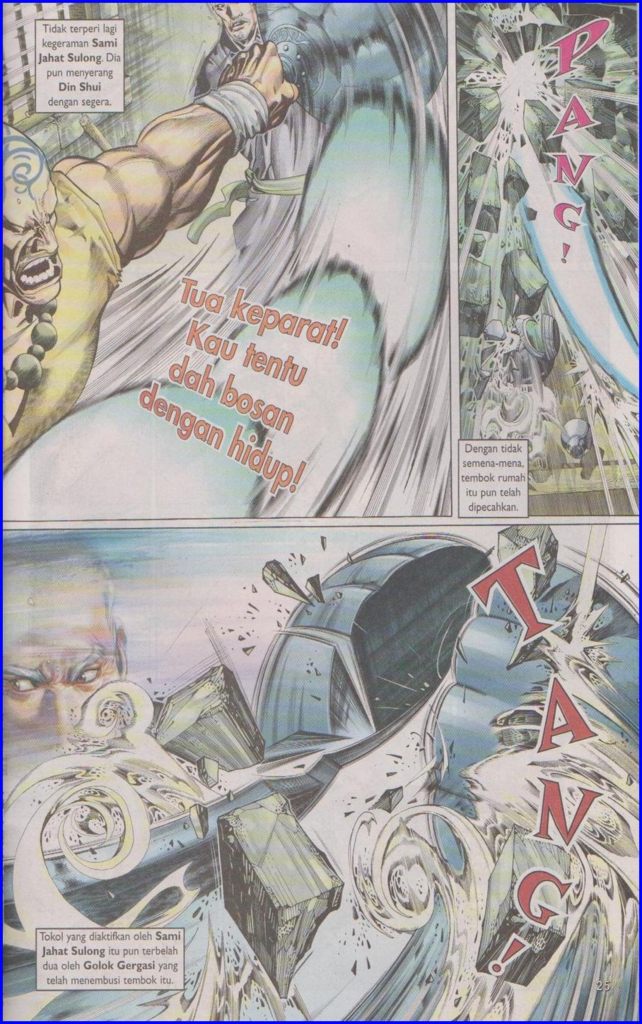 Tidak terperi lagi
kegeraman Sami
Jahat Sulong. Dia
pun menyerang
Din Shui
dengan segera.
Tua keparat!
Kau tentu
dah bosan
dengan hidup!
PANG!
Dengan tidak
semena-mena,
tembok rumah
itu pun telah
dipecahkan.
TANG!
Tokol yang diaktifkan oleh Sami
Jahat Sulong itu pun terbelah
dua oleh Golok Gergasi yang
telah menembusi tembok itu.
25